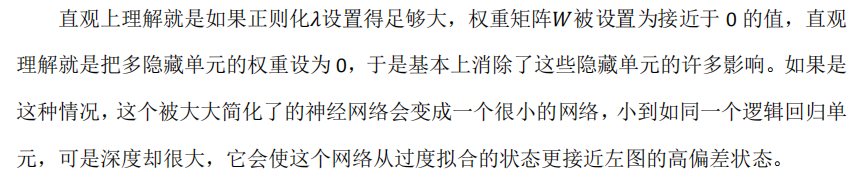 直观上理解就是如果正则化𝜆设置得足够大，权重矩阵𝑊被设置为接近于 0 的值，直观
理解就是把多隐藏单元的权重设为 0，于是基本上消除了这些隐藏单元的许多影响。如果是
这种情况，这个被大大简化了的神经网络会变成一个很小的网络，小到如同一个逻辑回归单
元，可是深度却很大，它会使这个网络从过度拟合的状态更接近左图的高偏差状态。